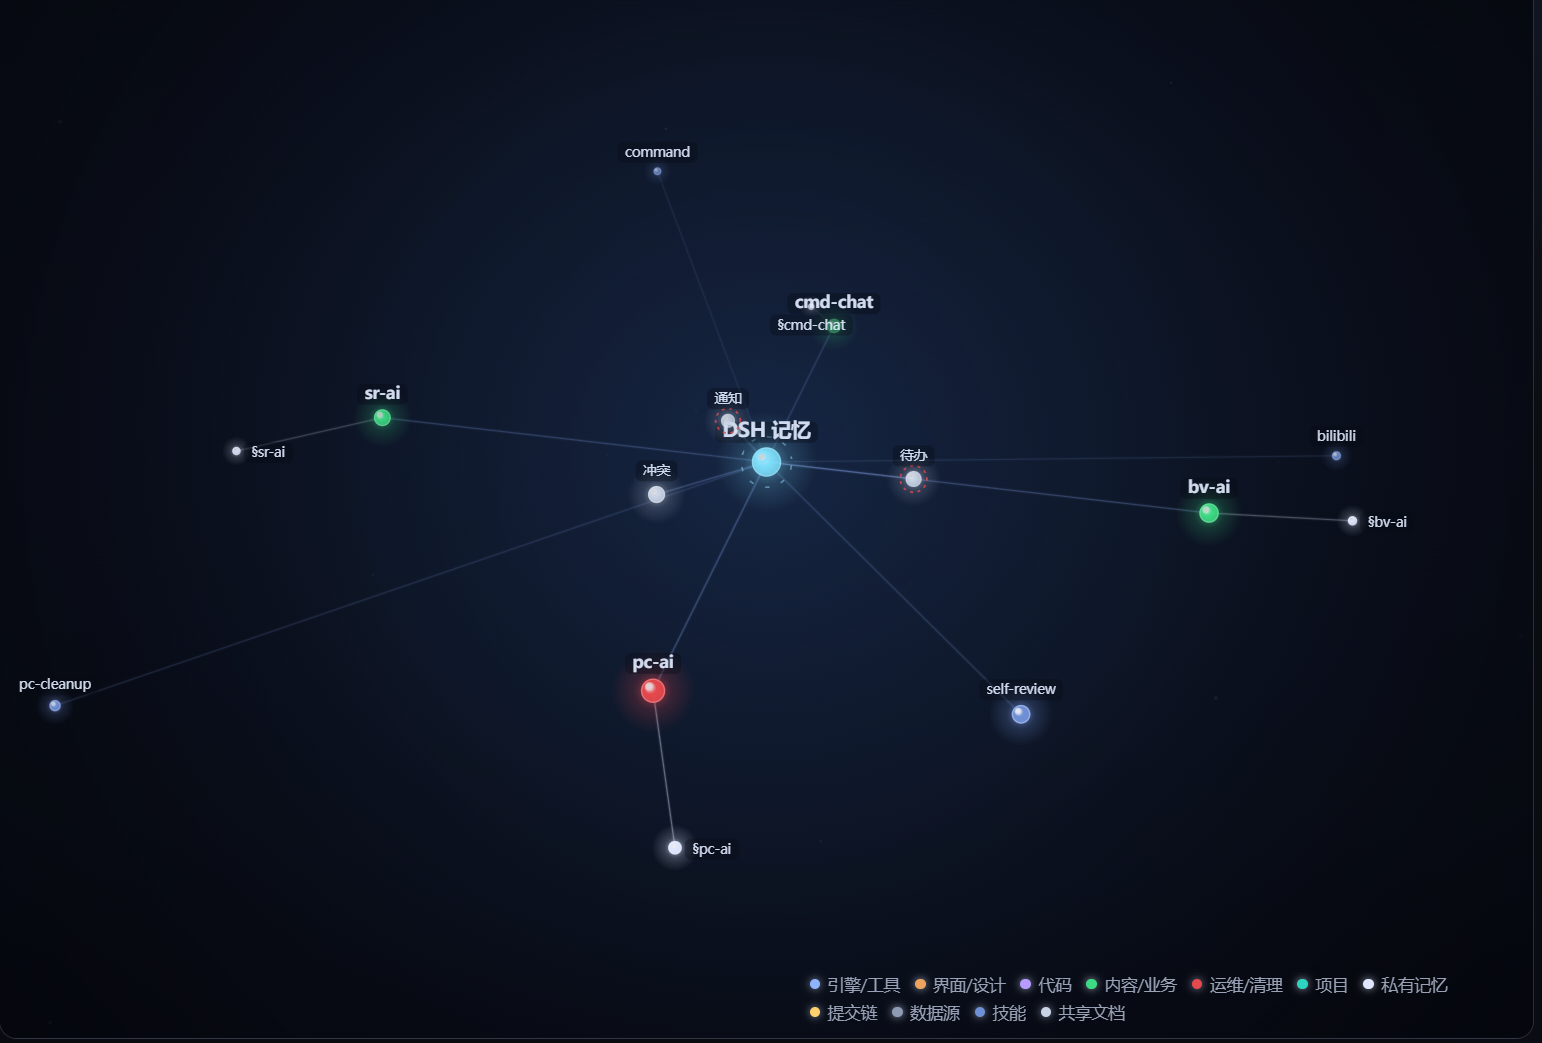 command
cmd-chat
§cmd-chat
sr-ai
通知
DSH 记忆
bilibili
§sr-ai
待办
冲突
bv-ai
§bv-ai
pc-ai
pc-cleanup
self-review
§pc-ai
引擎/工具 界面/设计 代码 内容/业务 运维/清理 项目 私有记忆
提交链 数据源 技能 共享文档